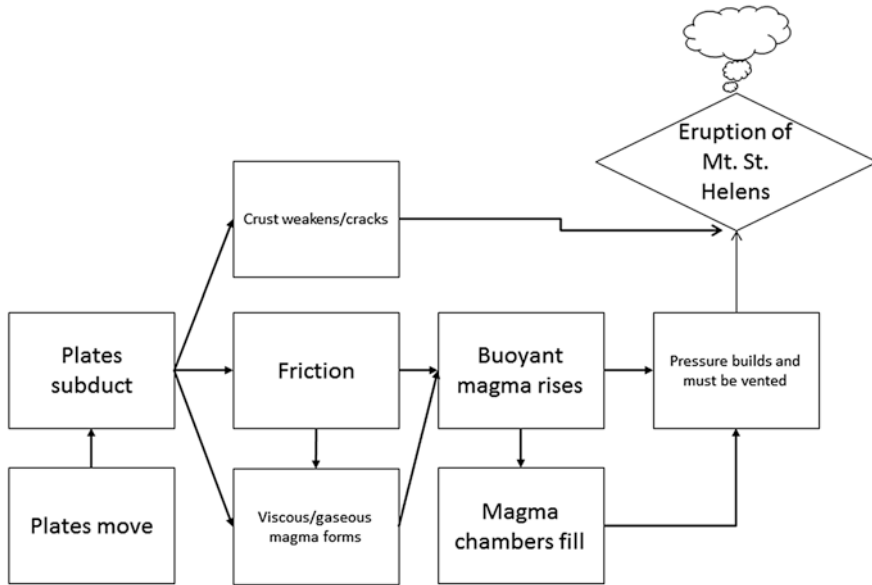 Eruption of
Mt. St.
Helens
Crust weakens/cracks
Plates
subduct
Friction
Buoyant
magma rises
Pressure builds and
must be vented
Plates move
Viscous/gaseous
magma forms
Magma
chambers fill